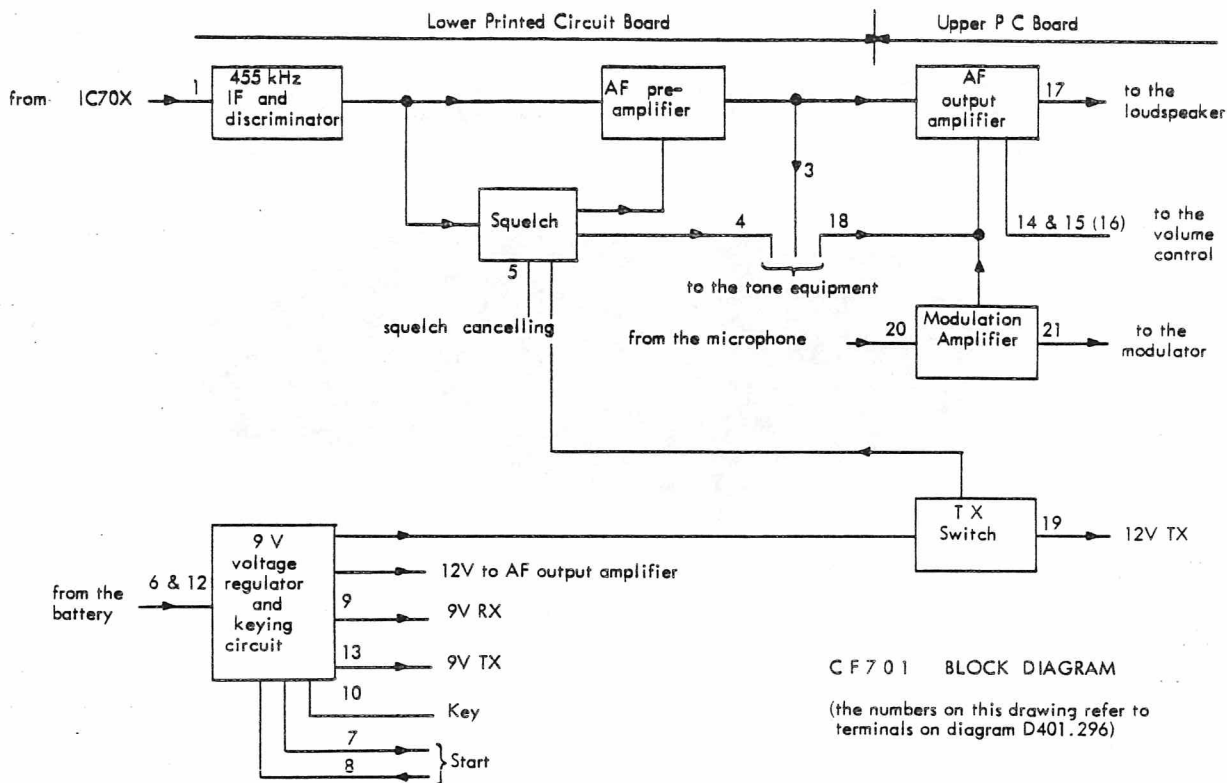 Lower Printed Circuit Board
Upper P C Board
from IC70X
1
455 kHz
IF and
discriminator
AF pre-
amplifier
AF
output
amplifier
17
to the
loudspeaker
3
Squelch
4
18
14 & 15 (16)
to the
volume
control
5
to the tone equipment
squelch cancelling
from the microphone
20
Modulation
Amplifier
21
to the
modulator
T X
Switch
19
12V TX
9 V
voltage
regulator
and
keying
circuit
from the
battery
6 & 12
12V to AF output amplifier
9
9V RX
13
9V TX
10
Key
7
8
Start
C F 7 0 1 BLOCK DIAGRAM
(the numbers on this drawing refer to
terminals on diagram D401.296)